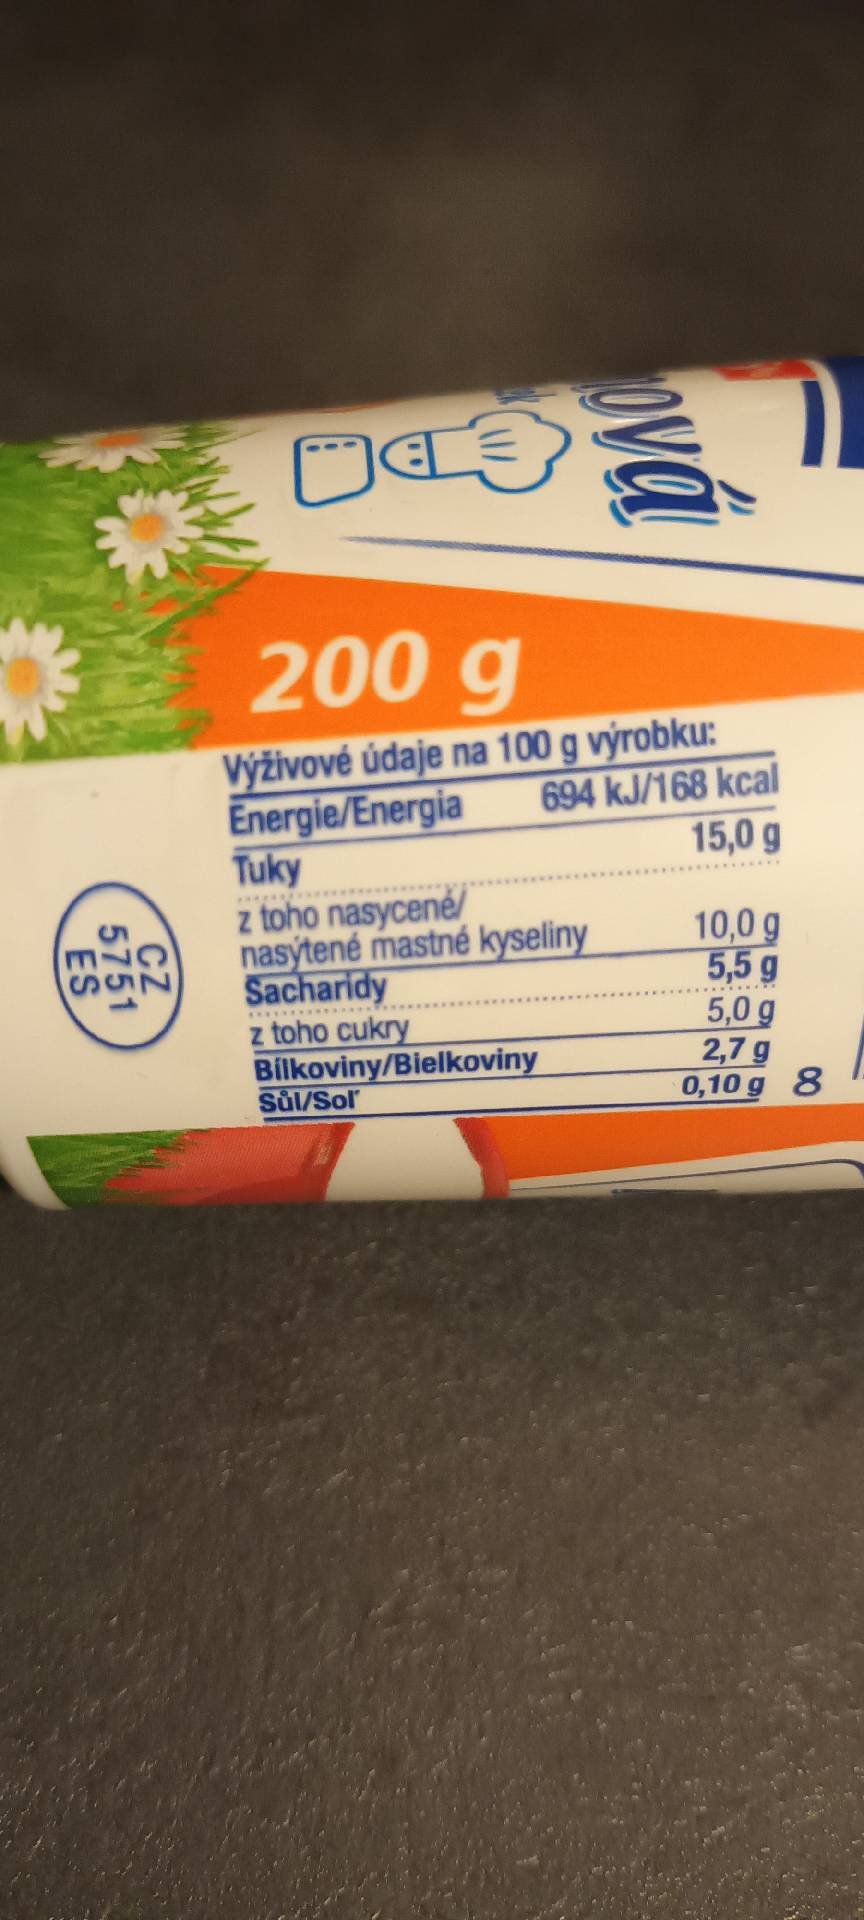 ová
200 g
Výživové údaje na 100 g výrobku:
Energie/Energia 694 kJ/168 kcal
Tuky 15,0 g
z toho nasycené/
nasýtené mastné kyseliny 10,0 g
Sacharidy 5,5 g
z toho cukry 5,0 g
Bílkoviny/Bielkoviny 2,7 g
Sůl/Soľ 0,10 g
8
CZ
5751
ES